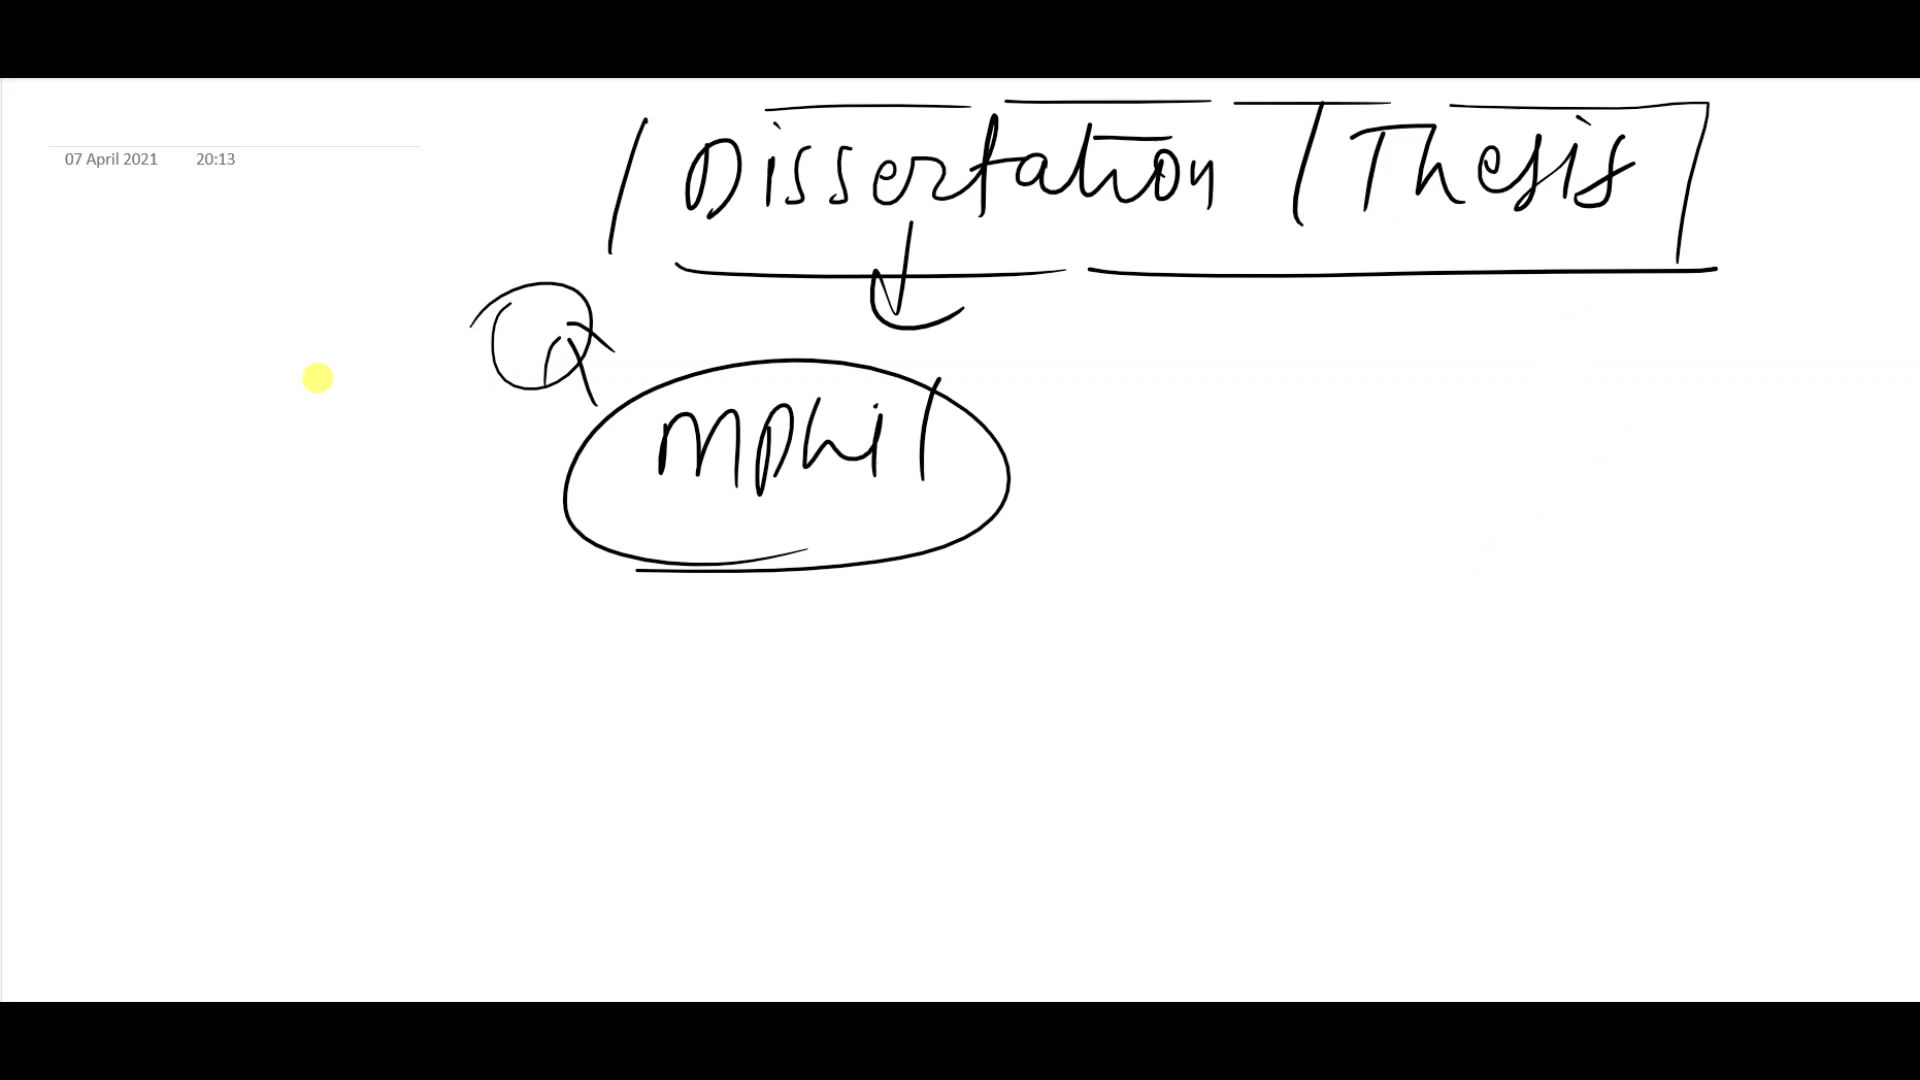 / Dissertation / Thesis /
07 April 2021 20:13
Q
MPhil